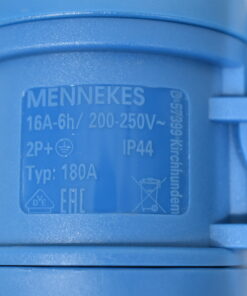 MENNEKES
16A-6h/ 200-250V~
2P+⏚ IP44
Typ: 180A
EAC
D-57399 Kirchhundem